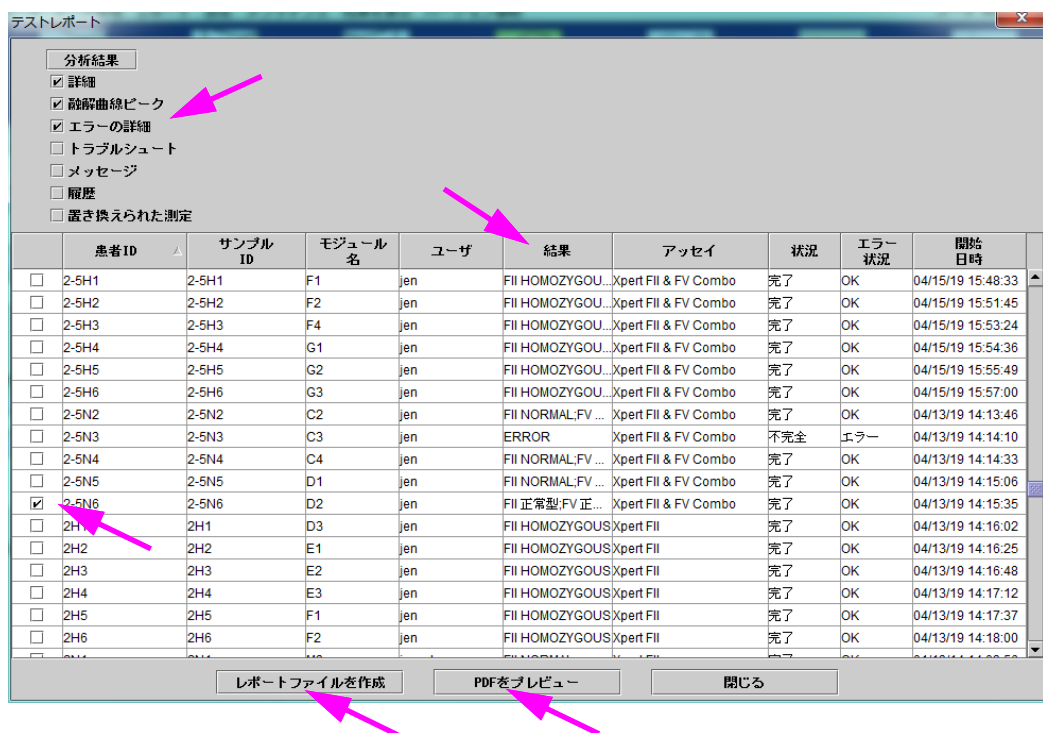 テストレポート
分析結果
詳細
融解曲線ピーク
エラーの詳細
トラブルシュート
メッセージ
履歴
置き換えられた測定
患者ID サンプルID モジュール名 ユーザ 結果 アッセイ 状況 エラー状況 開始日時
2-5H1 2-5H1 F1 jen FII HOMOZYGOU... Xpert FII & FV Combo 完了 OK 04/15/19 15:48:33
2-5H2 2-5H2 F2 jen FII HOMOZYGOU... Xpert FII & FV Combo 完了 OK 04/15/19 15:51:45
2-5H3 2-5H3 F4 jen FII HOMOZYGOU... Xpert FII & FV Combo 完了 OK 04/15/19 15:53:24
2-5H4 2-5H4 G1 jen FII HOMOZYGOU... Xpert FII & FV Combo 完了 OK 04/15/19 15:54:36
2-5H5 2-5H5 G2 jen FII HOMOZYGOU... Xpert FII & FV Combo 完了 OK 04/15/19 15:55:49
2-5H6 2-5H6 G3 jen FII HOMOZYGOU... Xpert FII & FV Combo 完了 OK 04/15/19 15:57:00
2-5N2 2-5N2 C2 jen FII NORMAL;FV ... Xpert FII & FV Combo 完了 OK 04/13/19 14:13:46
2-5N3 2-5N3 C3 jen ERROR Xpert FII & FV Combo 不完全 エラー 04/13/19 14:14:10
2-5N4 2-5N4 C4 jen FII NORMAL;FV ... Xpert FII & FV Combo 完了 OK 04/13/19 14:14:33
2-5N5 2-5N5 D1 jen FII NORMAL;FV ... Xpert FII & FV Combo 完了 OK 04/13/19 14:15:06
2-5N6 2-5N6 D2 jen FII 正常型;FV 正... Xpert FII & FV Combo 完了 OK 04/13/19 14:15:35
2H1 2H1 D3 jen FII HOMOZYGOUS Xpert FII 完了 OK 04/13/19 14:16:02
2H2 2H2 E1 jen FII HOMOZYGOUS Xpert FII 完了 OK 04/13/19 14:16:25
2H3 2H3 E2 jen FII HOMOZYGOUS Xpert FII 完了 OK 04/13/19 14:16:48
2H4 2H4 E3 jen FII HOMOZYGOUS Xpert FII 完了 OK 04/13/19 14:17:12
2H5 2H5 F1 jen FII HOMOZYGOUS Xpert FII 完了 OK 04/13/19 14:17:37
2H6 2H6 F2 jen FII HOMOZYGOUS Xpert FII 完了 OK 04/13/19 14:18:00
レポートファイルを作成 PDFをプレビュー 閉じる